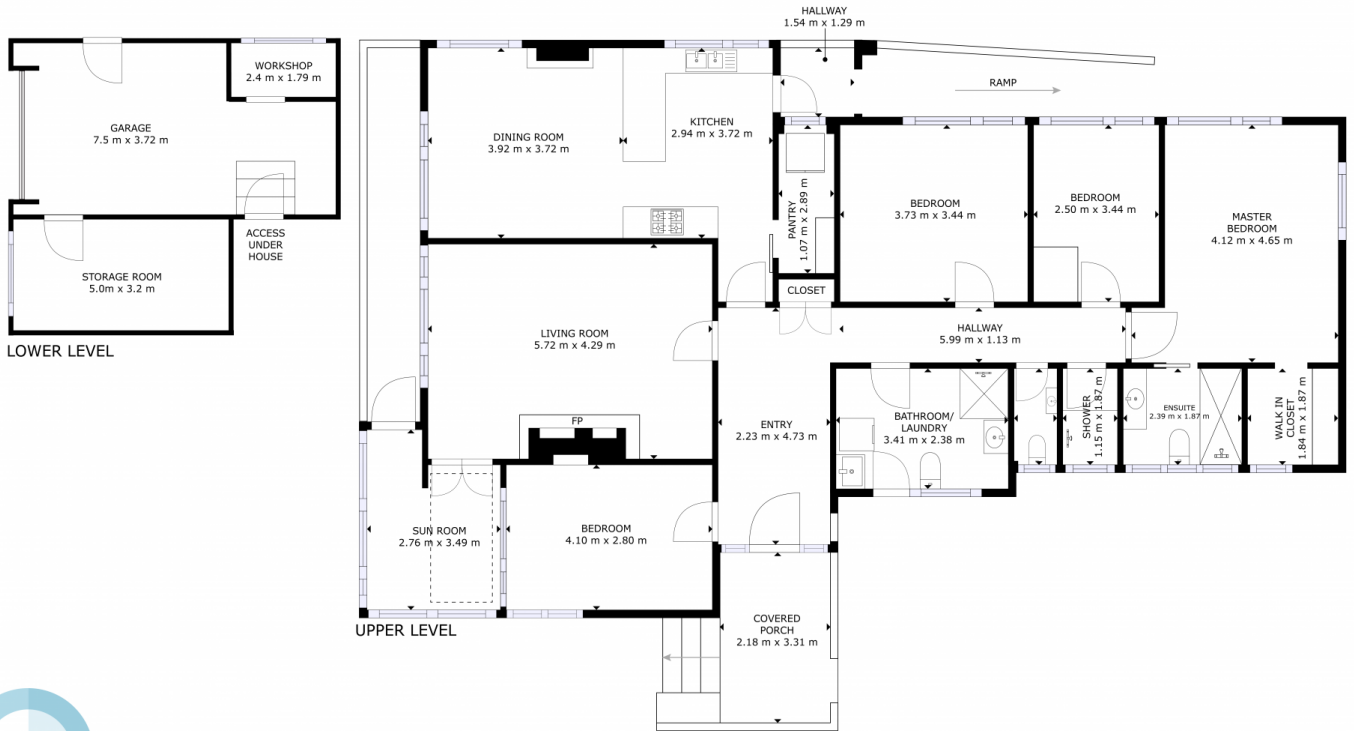 HALLWAY
1.54 m x 1.29 m
WORKSHOP
2.4 m x 1.79 m
RAMP
GARAGE
7.5 m x 3.72 m
DINING ROOM
3.92 m x 3.72 m
KITCHEN
2.94 m x 3.72 m
PANTRY
1.07 m x 2.89 m
BEDROOM
3.73 m x 3.44 m
BEDROOM
2.50 m x 3.44 m
MASTER
BEDROOM
4.12 m x 4.65 m
ACCESS
UNDER
HOUSE
STORAGE ROOM
5.0m x 3.2 m
CLOSET
LOWER LEVEL
LIVING ROOM
5.72 m x 4.29 m
HALLWAY
5.99 m x 1.13 m
FP
ENTRY
2.23 m x 4.73 m
BATHROOM/
LAUNDRY
3.41 m x 2.38 m
SHOWER
1.15 m x 1.87 m
ENSUITE
2.39 m x 1.87 m
WALK IN
CLOSET
1.84 m x 1.87 m
SUN ROOM
2.76 m x 3.49 m
BEDROOM
4.10 m x 2.80 m
COVERED
PORCH
2.18 m x 3.31 m
UPPER LEVEL